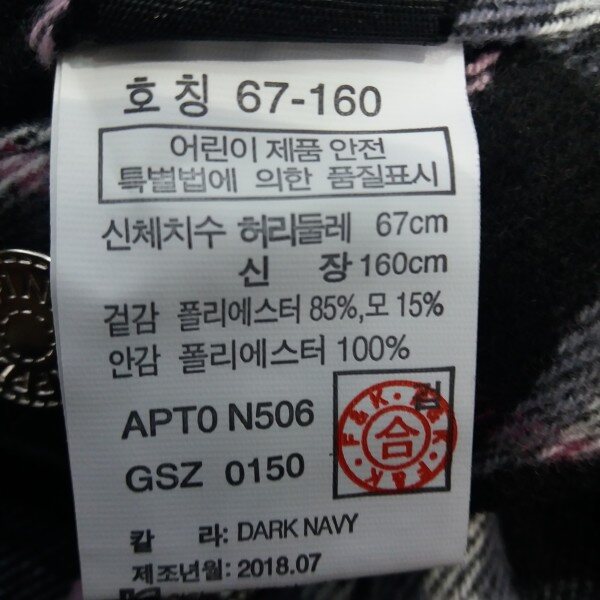 호 칭 67-160
어린이 제품 안전
특별법에 의한 품질표시
신체치수 허리둘레 67cm
신 장 160cm
겉감 폴리에스터 85%,모 15%
안감 폴리에스터 100%
APT0 N506
GSZ 0150
검
F&K · F&K · F&K · F&K
合
칼 라: DARK NAVY
제조년월: 2018.07